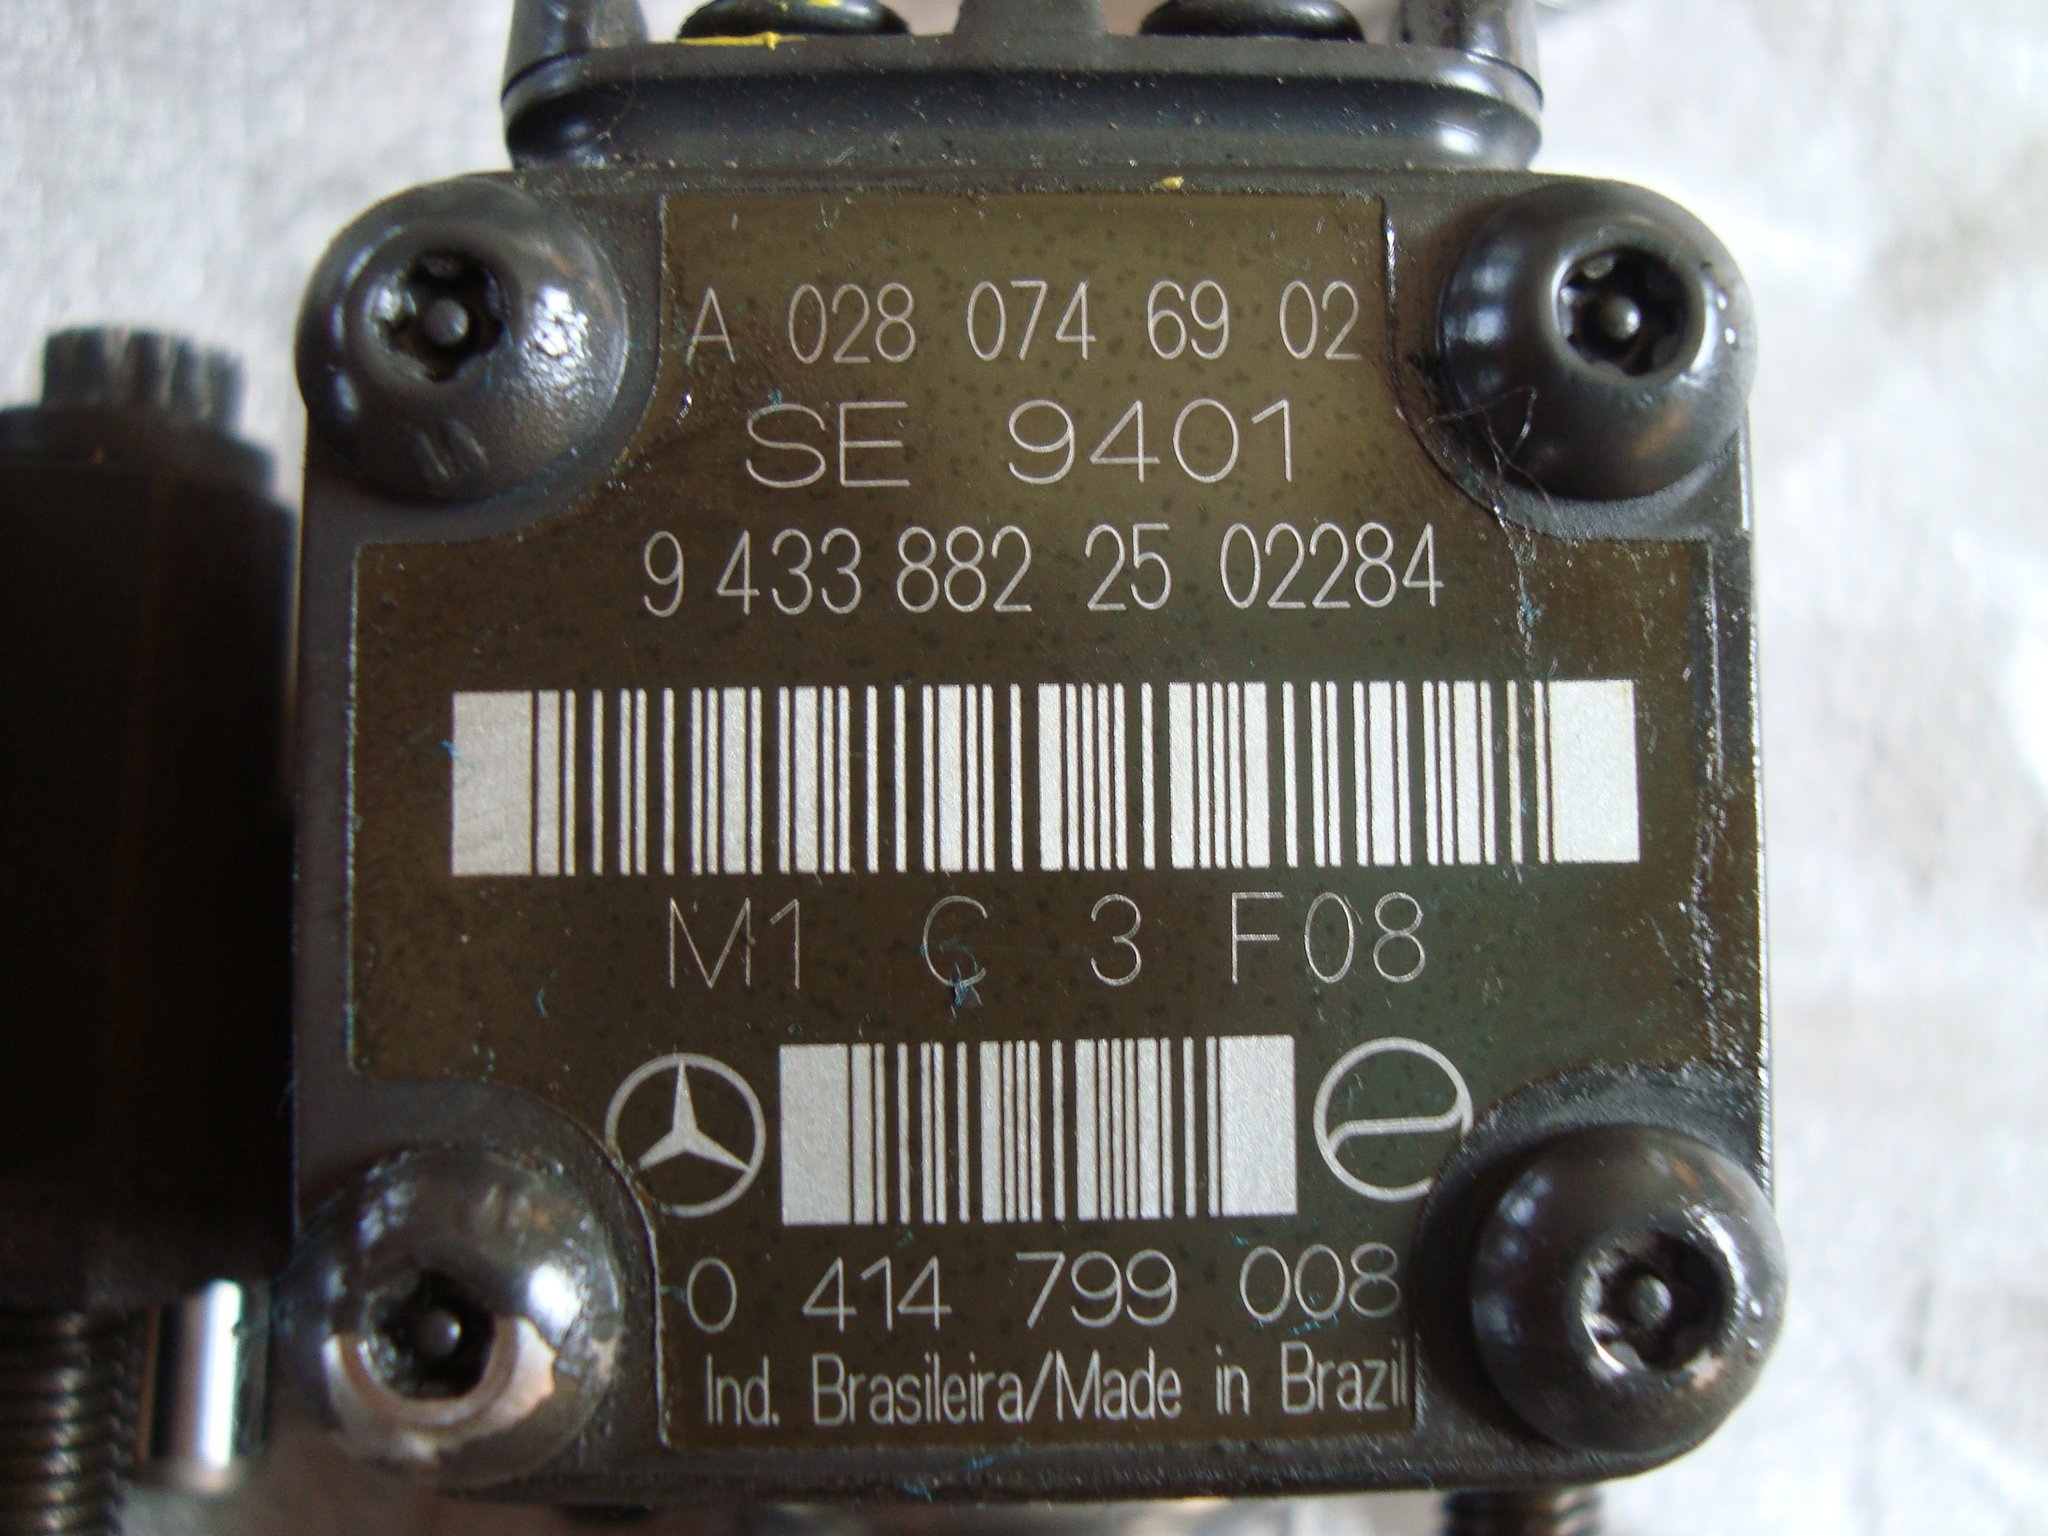 A 028 074 69 02
SE 9401
9 433 882 25 02284
M1 C 3 F08
0 414 799 008
Ind. Brasileira/Made in Brazil